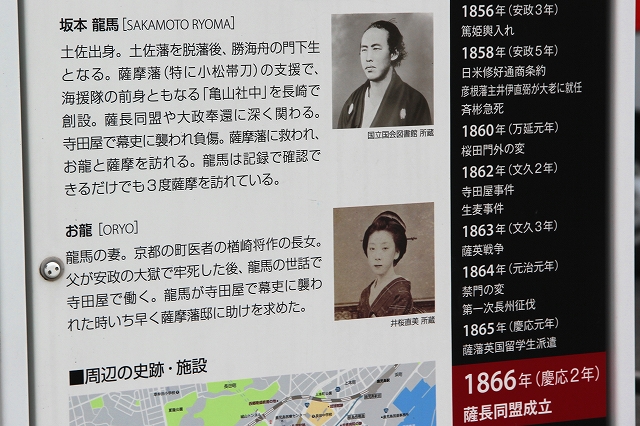 坂本 龍馬[SAKAMOTO RYOMA]
土佐出身。土佐藩を脱藩後、勝海舟の門下生
となる。薩摩藩(特に小松帯刀)の支援で、
海援隊の前身ともなる「亀山社中」を長崎で
創設。薩長同盟や大政奉還に深く関わる。
寺田屋で幕吏に襲われ負傷。薩摩藩に救われ、
お龍と薩摩を訪れる。龍馬は記録で確認で
きるだけでも3度薩摩を訪れている。
国立国会図書館 所蔵
お龍 [ORYO]
龍馬の妻。京都の町医者の楢崎将作の長女。
父が安政の大獄で牢死した後、龍馬の世話で
寺田屋で働く。龍馬が寺田屋で幕吏に襲わ
れた時いち早く薩摩藩邸に助けを求めた。
井桜直美 所蔵
■周辺の史跡・施設
1856年(安政3年)
篤姫輿入れ
1858年(安政5年)
日米修好通商条約
彦根藩主井伊直弼が大老に就任
斉彬急死
1860年(万延元年)
桜田門外の変
1862年(文久2年)
寺田屋事件
生麦事件
1863年(文久3年)
薩英戦争
1864年(元治元年)
禁門の変
第一次長州征伐
1865年(慶応元年)
薩藩英国留学生派遣
1866年(慶応2年)
薩長同盟成立